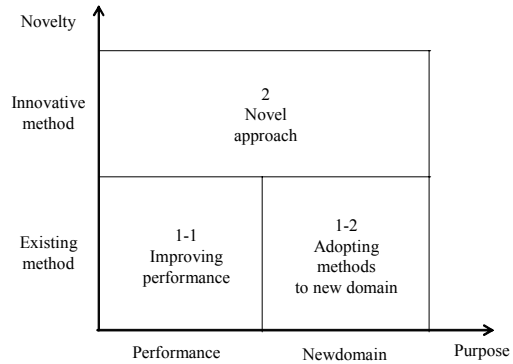 Novelty
Innovative
method
2
Novel
approach
Existing
method
1-1
Improving
performance
1-2
Adopting
methods
to new domain
Performance
Newdomain
Purpose